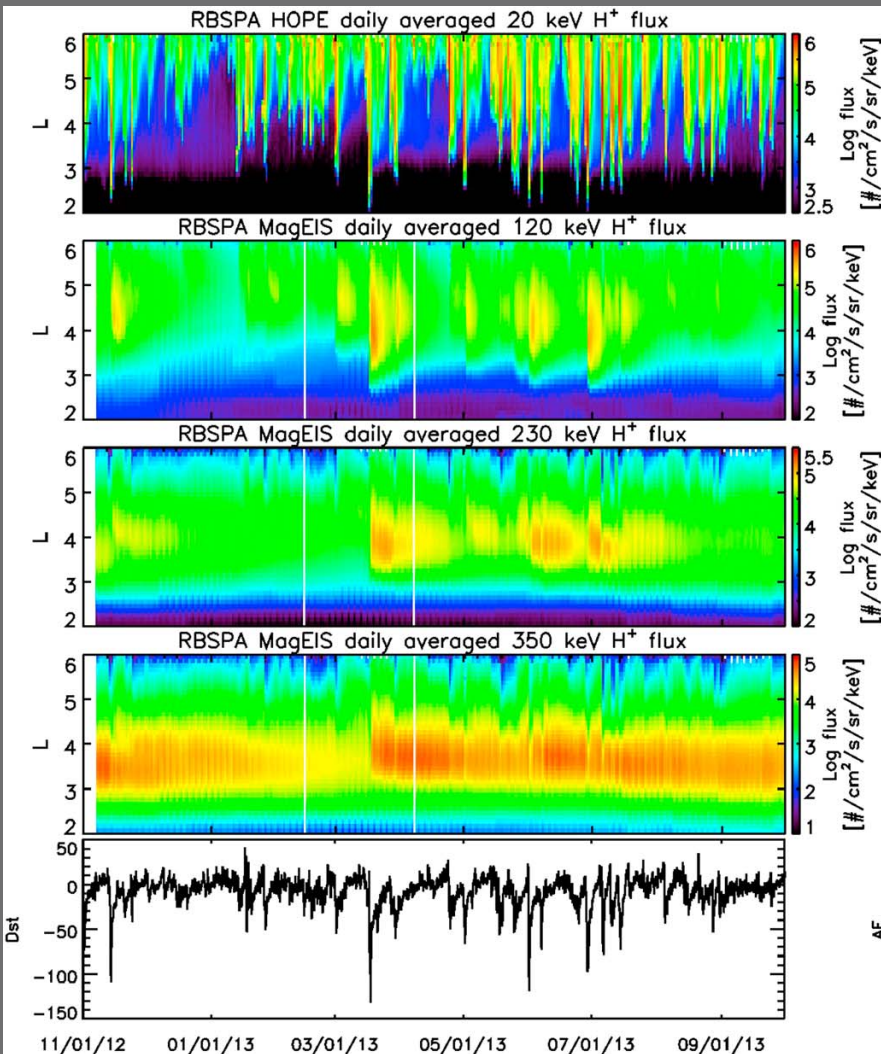 RBSPA HOPE daily averaged 20 keV H⁺ flux
6
5
4
3
2
L
6
5
4
3
2.5
Log flux
[#/cm²/s/sr/keV]
RBSPA MagEIS daily averaged 120 keV H⁺ flux
6
5
4
3
2
L
6
5
4
3
2
Log flux
[#/cm²/s/sr/keV]
RBSPA MagEIS daily averaged 230 keV H⁺ flux
6
5
4
3
2
L
5.5
5
4
3
2
Log flux
[#/cm²/s/sr/keV]
RBSPA MagEIS daily averaged 350 keV H⁺ flux
6
5
4
3
2
L
5
4
3
2
1
Log flux
[#/cm²/s/sr/keV]
50
0
-50
-100
-150
Dst
11/01/12 01/01/13 03/01/13 05/01/13 07/01/13 09/01/13